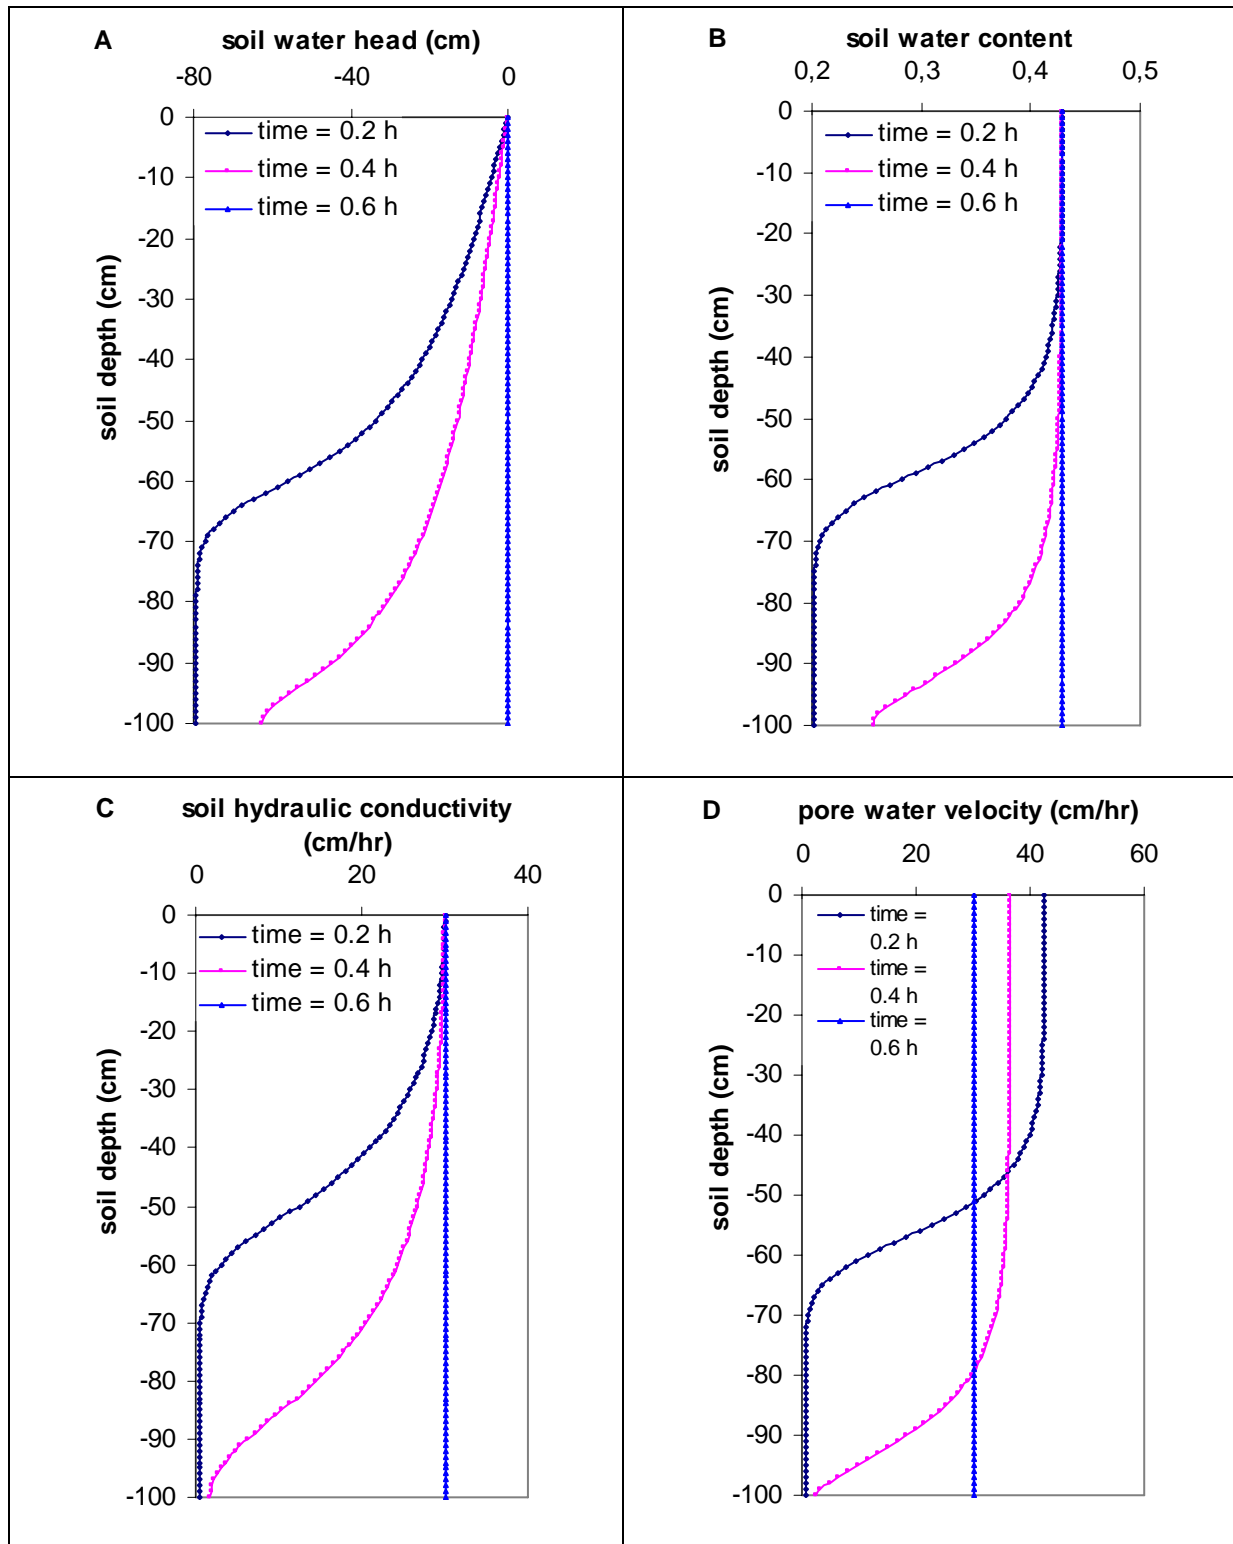 A soil water head (cm)
-80 -40 0
0
-10
-20
-30
-40
-50
-60
-70
-80
-90
-100
soil depth (cm)
time = 0.2 h
time = 0.4 h
time = 0.6 h
B soil water content
0,2 0,3 0,4 0,5
0
-10
-20
-30
-40
-50
-60
-70
-80
-90
-100
soil depth (cm)
time = 0.2 h
time = 0.4 h
time = 0.6 h
C soil hydraulic conductivity
(cm/hr)
0 20 40
0
-10
-20
-30
-40
-50
-60
-70
-80
-90
-100
soil depth (cm)
time = 0.2 h
time = 0.4 h
time = 0.6 h
D pore water velocity (cm/hr)
0 20 40 60
0
-10
-20
-30
-40
-50
-60
-70
-80
-90
-100
soil depth (cm)
time =
0.2 h
time =
0.4 h
time =
0.6 h